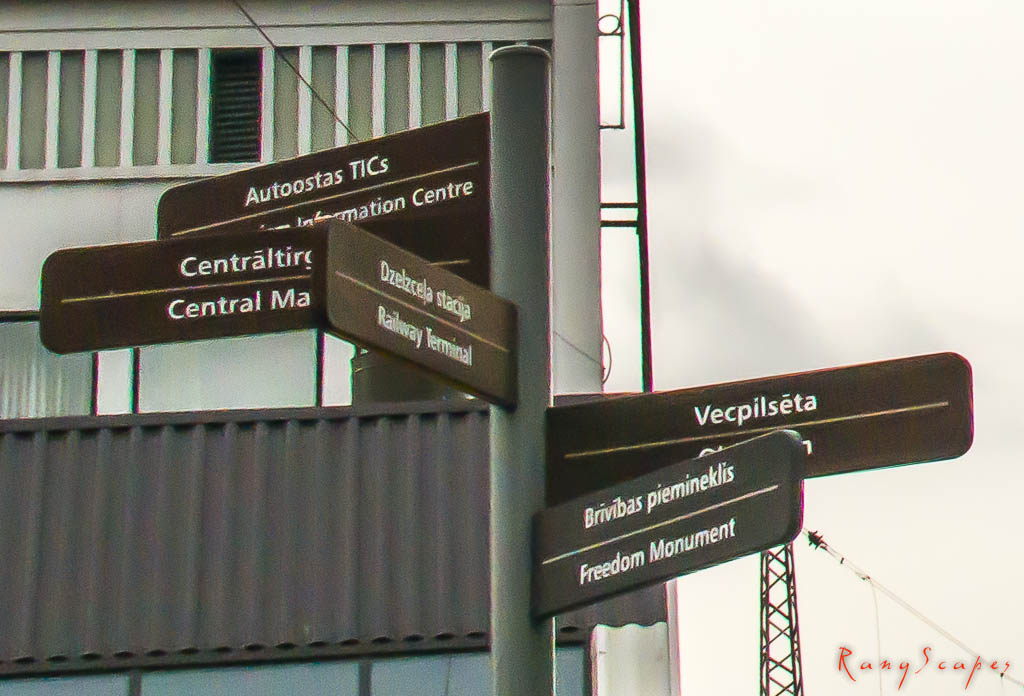 Autoostas TICs
Information Centre
Centrāltirg
Central Ma
Dzelzceļa stacija
Railway Terminal
Vecpilsēta
Brīvības piemineklis
Freedom Monument
RanyScapes